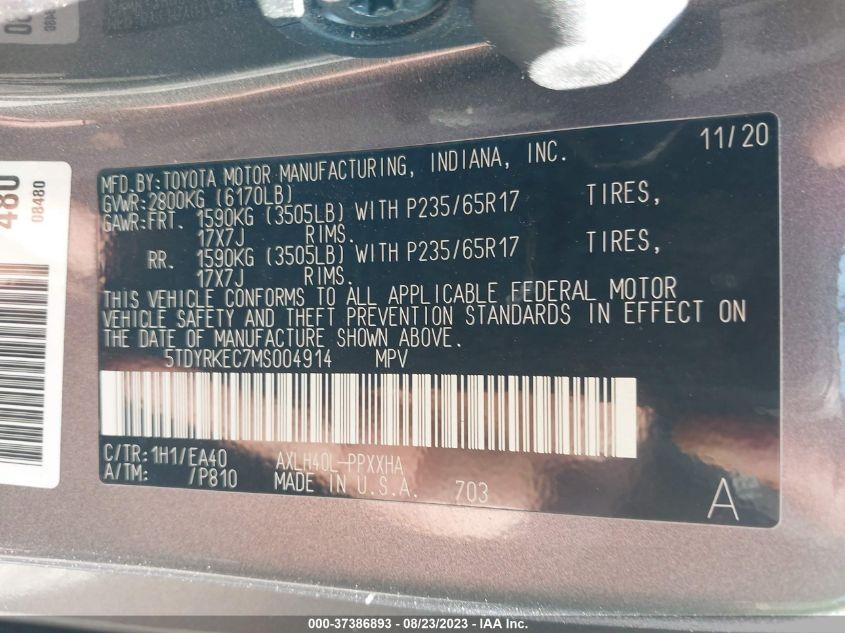 11/20
MFD. BY: TOYOTA MOTOR MANUFACTURING, INDIANA, INC.
GVWR: 2800KG (6170LB)
GAWR: FRT. 1590KG (3505LB) WITH P235/65R17 TIRES,
17X7J RIMS.
RR. 1590KG (3505LB) WITH P235/65R17 TIRES,
17X7J RIMS.
THIS VEHICLE CONFORMS TO ALL APPLICABLE FEDERAL MOTOR
VEHICLE SAFETY AND THEFT PREVENTION STANDARDS IN EFFECT ON
THE DATE OF MANUFACTURE SHOWN ABOVE.
5TDYRKEC7MS004914 MPV
C/TR: 1H1/EA40 AXLH40L-PPXXHA
A/TM: /P810 MADE IN U.S.A. 703
A
480
08480
000-37386893 - 08/23/2023 - IAA Inc.